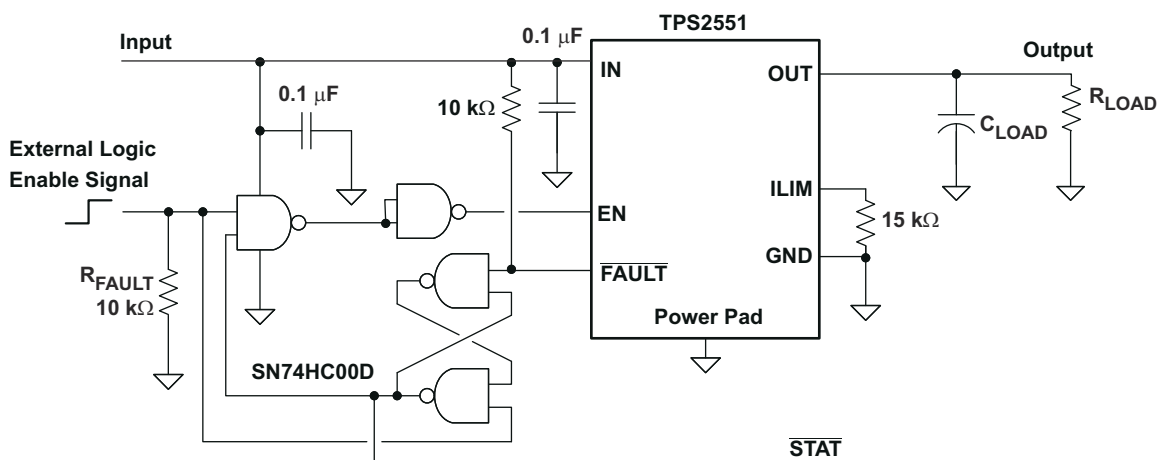 TPS2551
Input
0.1 μF
Output
IN
OUT
10 kΩ
0.1 μF
R_LOAD
C_LOAD
External Logic
Enable Signal
ILIM
EN
15 kΩ
GND
R_FAULT
10 kΩ
FAULT
Power Pad
SN74HC00D
STAT